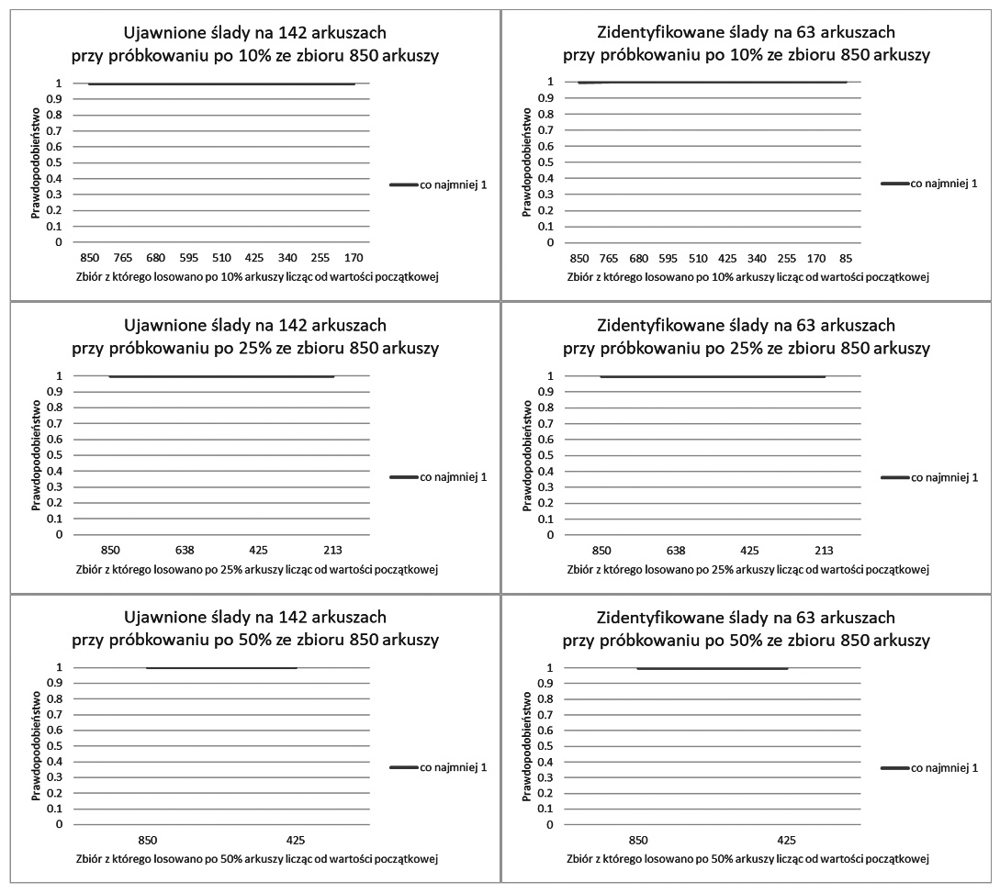 Ujawnione ślady na 142 arkuszach
przy próbkowaniu po 10% ze zbioru 850 arkuszy
Prawdopodobieństwo
1
0.9
0.8
0.7
0.6
0.5
0.4
0.3
0.2
0.1
0
850 765 680 595 510 425 340 255 170
Zbiór z którego losowano po 10% arkuszy licząc od wartości początkowej
co najmniej 1
Zidentyfikowane ślady na 63 arkuszach
przy próbkowaniu po 10% ze zbioru 850 arkuszy
Prawdopodobieństwo
1
0.9
0.8
0.7
0.6
0.5
0.4
0.3
0.2
0.1
0
850 765 680 595 510 425 340 255 170 85
Zbiór z którego losowano po 10% arkuszy licząc od wartości początkowej
co najmniej 1
Ujawnione ślady na 142 arkuszach
przy próbkowaniu po 25% ze zbioru 850 arkuszy
Prawdopodobieństwo
1
0.9
0.8
0.7
0.6
0.5
0.4
0.3
0.2
0.1
0
850 638 425 213
Zbiór z którego losowano po 25% arkuszy licząc od wartości początkowej
co najmniej 1
Zidentyfikowane ślady na 63 arkuszach
przy próbkowaniu po 25% ze zbioru 850 arkuszy
Prawdopodobieństwo
1
0.9
0.8
0.7
0.6
0.5
0.4
0.3
0.2
0.1
0
850 638 425 213
Zbiór z którego losowano po 25% arkuszy licząc od wartości początkowej
co najmniej 1
Ujawnione ślady na 142 arkuszach
przy próbkowaniu po 50% ze zbioru 850 arkuszy
Prawdopodobieństwo
1
0.9
0.8
0.7
0.6
0.5
0.4
0.3
0.2
0.1
0
850 425
Zbiór z którego losowano po 50% arkuszy licząc od wartości początkowej
co najmniej 1
Zidentyfikowane ślady na 63 arkuszach
przy próbkowaniu po 50% ze zbioru 850 arkuszy
Prawdopodobieństwo
1
0.9
0.8
0.7
0.6
0.5
0.4
0.3
0.2
0.1
0
850 425
Zbiór z którego losowano po 50% arkuszy licząc od wartości początkowej
co najmniej 1